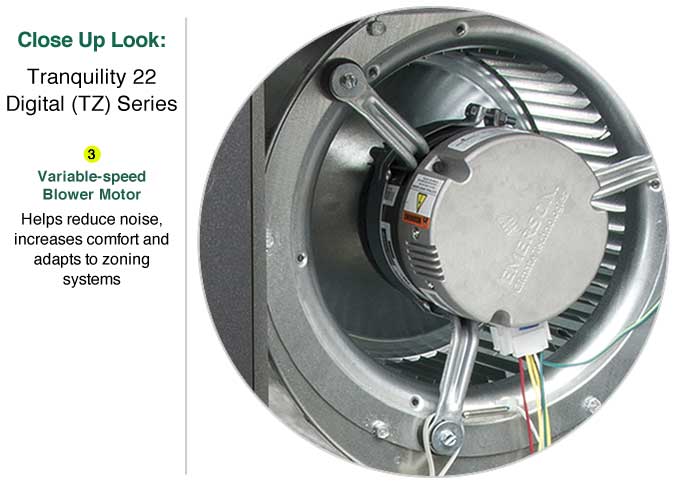 Close Up Look:
Tranquility 22
Digital (TZ) Series
3
Variable-speed
Blower Motor
Helps reduce noise,
increases comfort and
adapts to zoning
systems
EMERSON